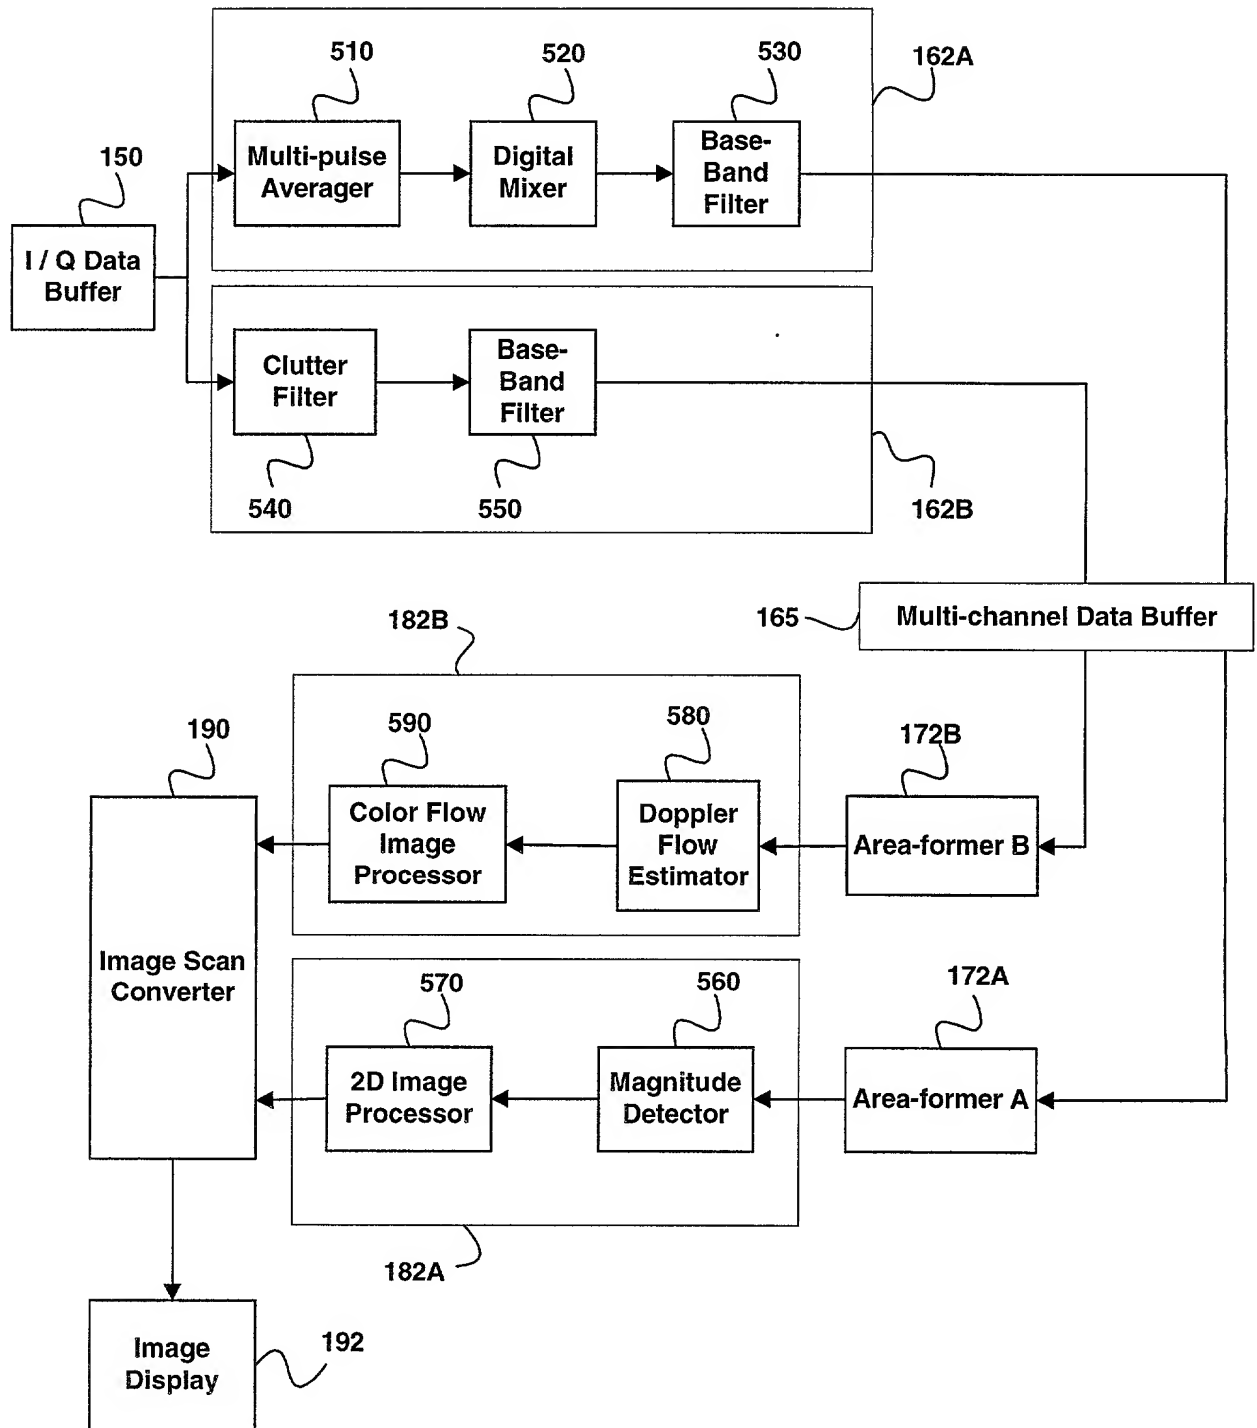 510
520
530
162A
150
Multi-pulse
Averager
Digital
Mixer
Base-
Band
Filter
I / Q Data
Buffer
Clutter
Filter
Base-
Band
Filter
540
550
162B
165
Multi-channel Data Buffer
182B
190
590
580
172B
Color Flow
Image
Processor
Doppler
Flow
Estimator
Area-former B
Image Scan
Converter
570
560
172A
2D Image
Processor
Magnitude
Detector
Area-former A
182A
Image
Display
192